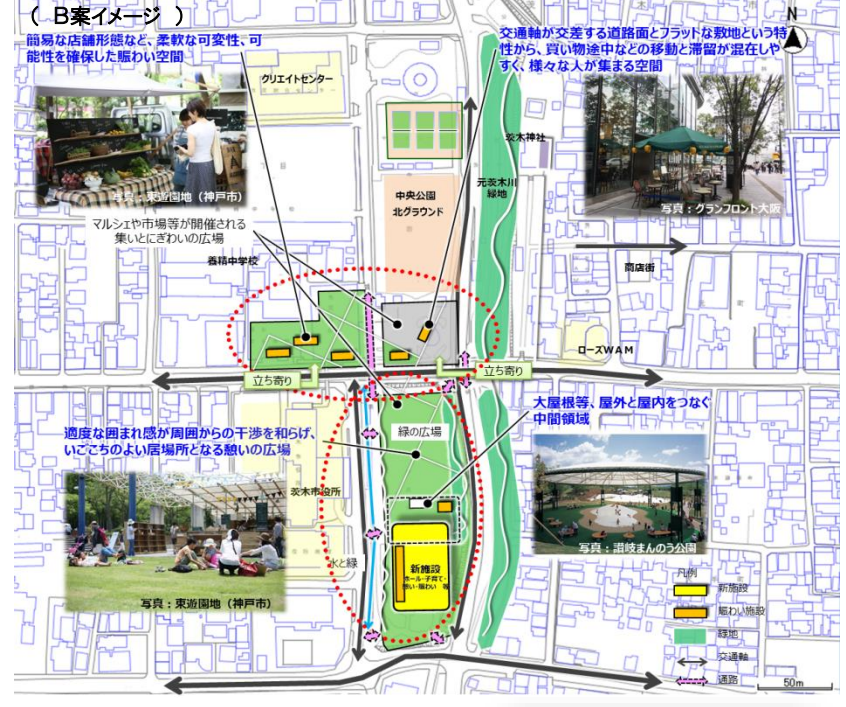 （ B案イメージ ）
簡易な店舗形態など、柔軟な可変性、可
能性を確保した賑わい空間
交通軸が交差する道路面とフラットな敷地という特
性から、買い物途中などの移動と滞留が混在しや
すく、様々な人が集まる空間
N
クリエイトセンター
写真：東遊園地（神戸市）
茨木神社
元茨木川
緑地
中央公園
北グラウンド
写真：グランフロント大阪
マルシェや市場等が開催される
集いとにぎわいの広場
養精中学校
商店街
ローズWAM
立ち寄り
立ち寄り
大屋根等、屋外と屋内をつなぐ
中間領域
適度な囲まれ感が周囲からの干渉を和らげ、
いごこちのよい居場所となる憩いの広場
緑の広場
茨木市役所
写真：讃岐まんのう公園
水と緑
新施設
ホール・子育て・
憩い・賑わい 等
写真：東遊園地（神戸市）
凡例
新施設
賑わい施設
緑地
交通軸
通路
50m